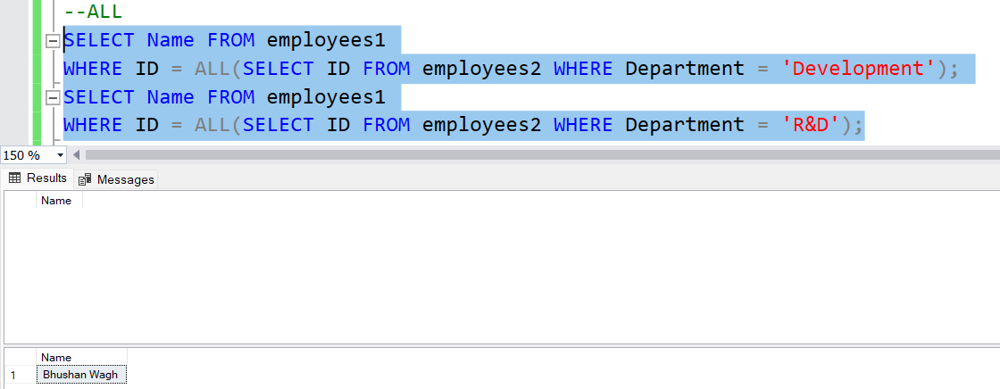 --ALL
SELECT Name FROM employees1
WHERE ID = ALL(SELECT ID FROM employees2 WHERE Department = 'Development');
SELECT Name FROM employees1
WHERE ID = ALL(SELECT ID FROM employees2 WHERE Department = 'R&D');
150 %
Results Messages
Name
Name
1 Bhushan Wagh